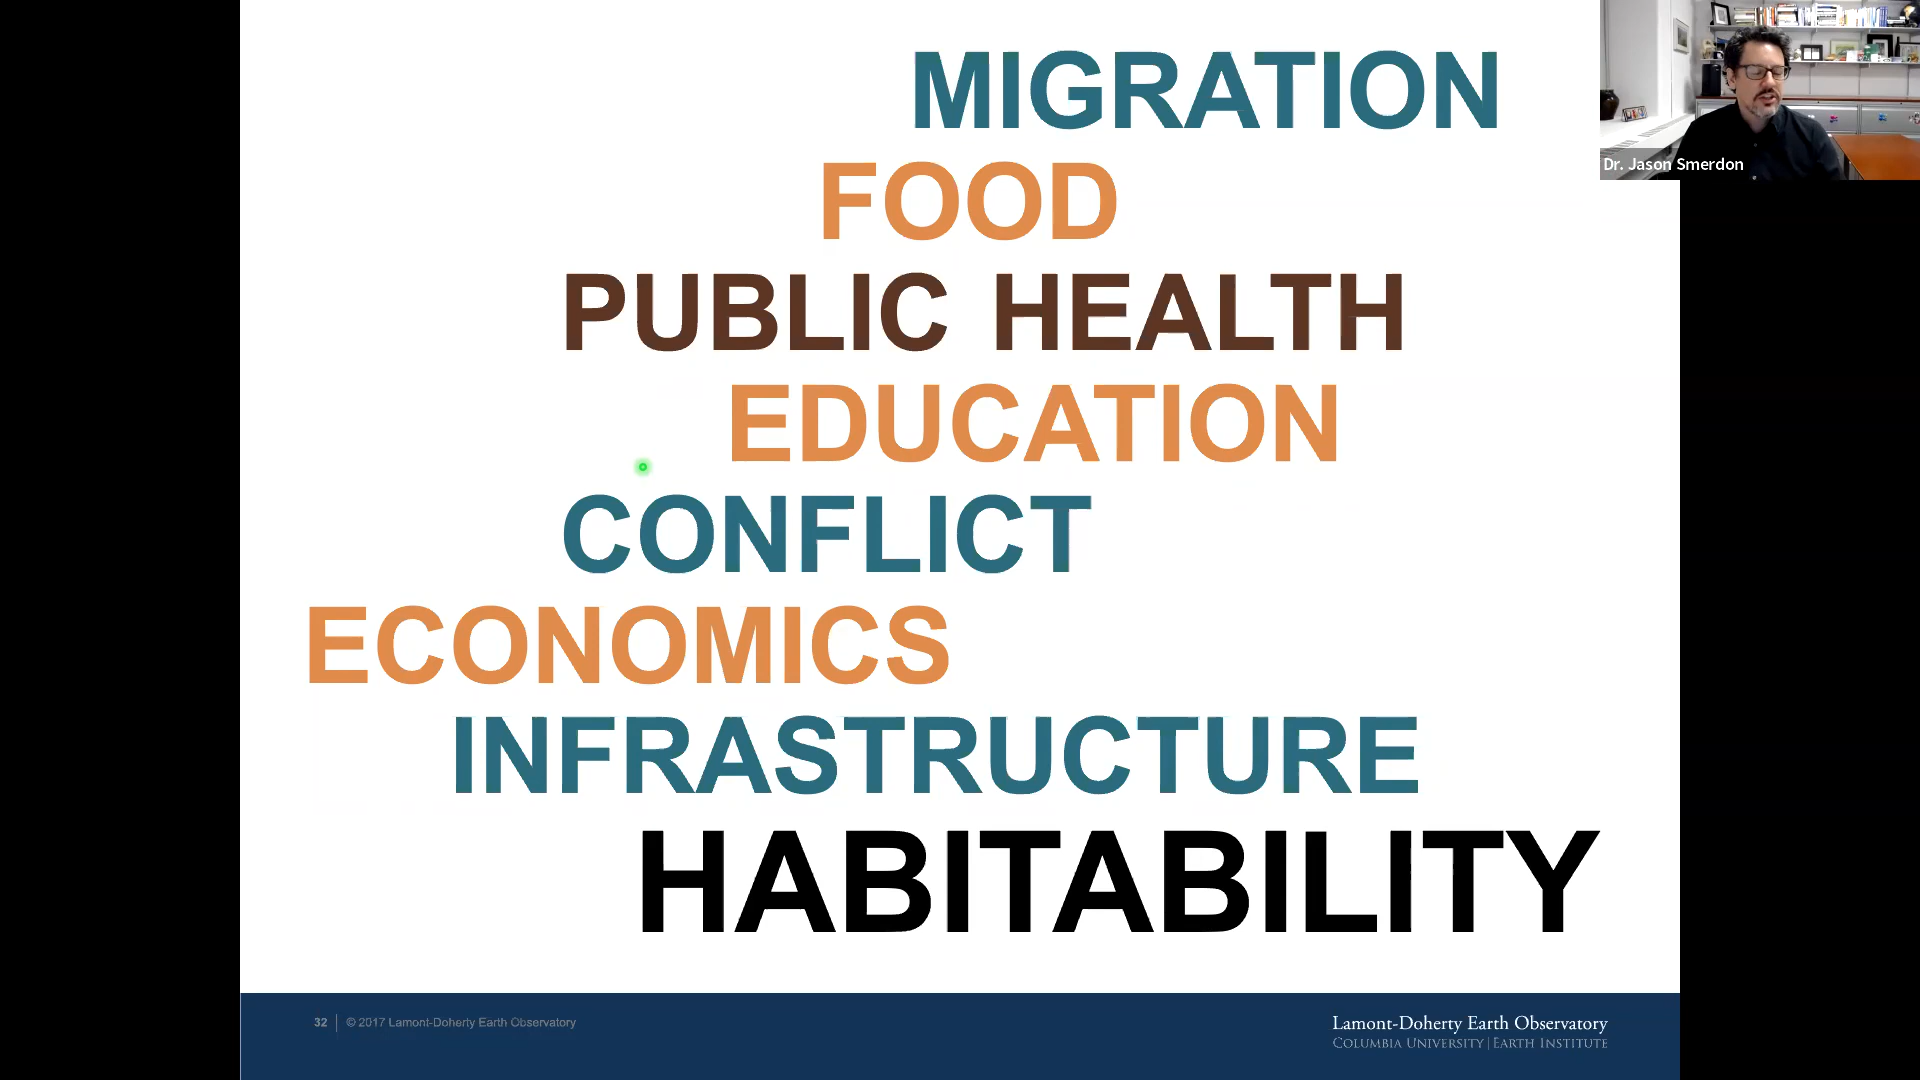 MIGRATION
FOOD
PUBLIC HEALTH
EDUCATION
CONFLICT
ECONOMICS
INFRASTRUCTURE
HABITABILITY
Dr. Jason Smerdon
32 | © 2017 Lamont-Doherty Earth Observatory
Lamont-Doherty Earth Observatory
COLUMBIA UNIVERSITY | EARTH INSTITUTE